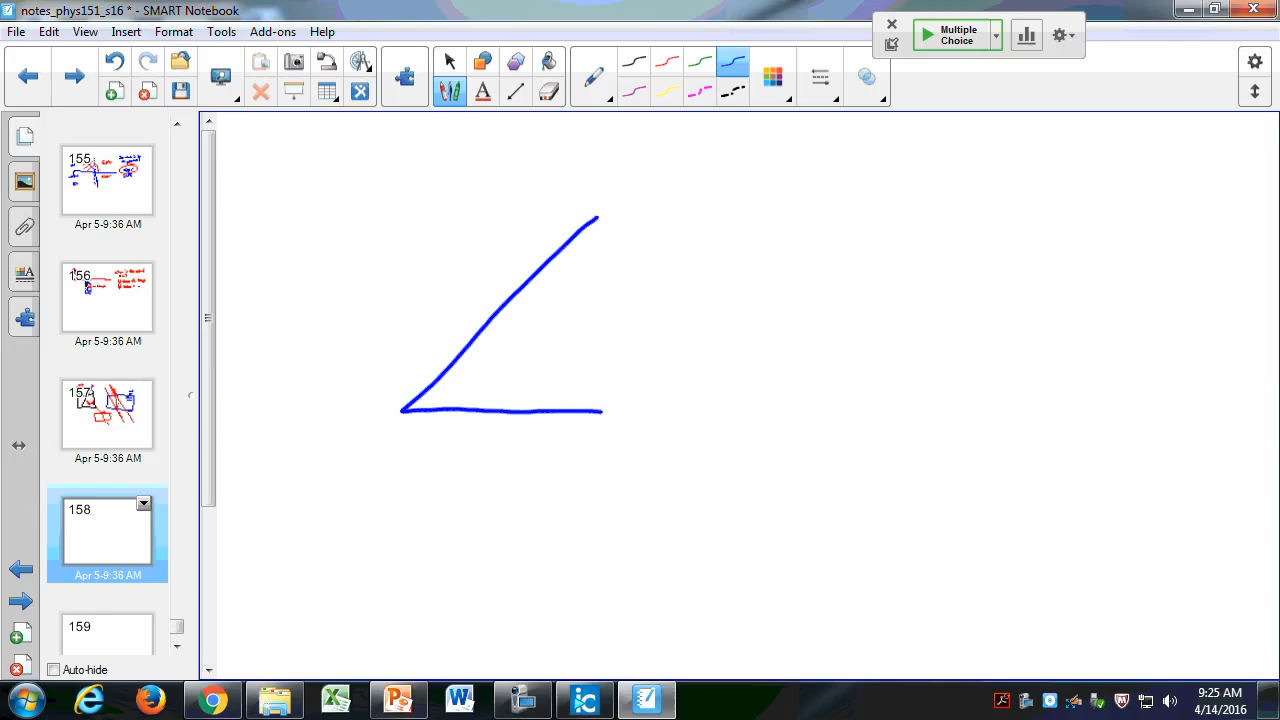 notes_phys151_s16 * - SMART Notebook
File Edit View Insert Format Tools Add-ons Help
Multiple
Choice
155
Apr 5-9:36 AM
156
Apr 5-9:36 AM
157
Apr 5-9:36 AM
158
Apr 5-9:36 AM
159
Auto-hide
9:25 AM
4/14/2016